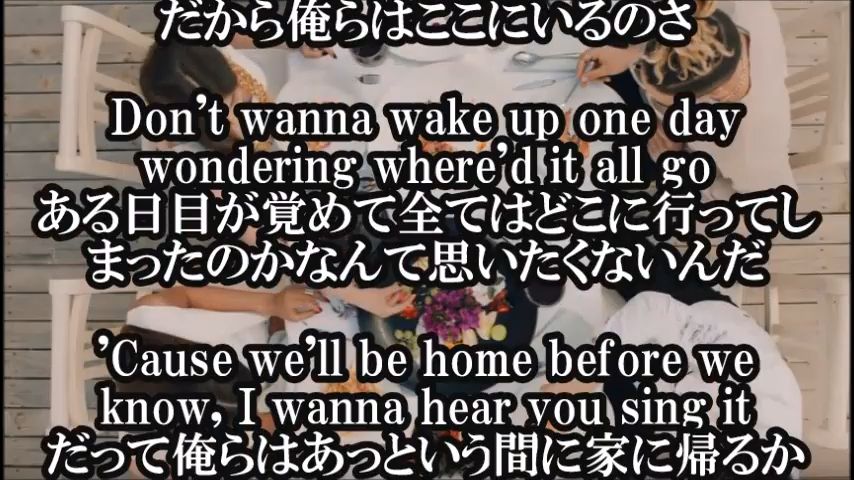 だから俺らはここにいるのさ
Don't wanna wake up one day
wondering where'd it all go
ある日目が覚めて全てはどこに行ってし
まったのかなんて思いたくないんだ
'Cause we'll be home before we
know, I wanna hear you sing it
だって俺らはあっという間に家に帰るか